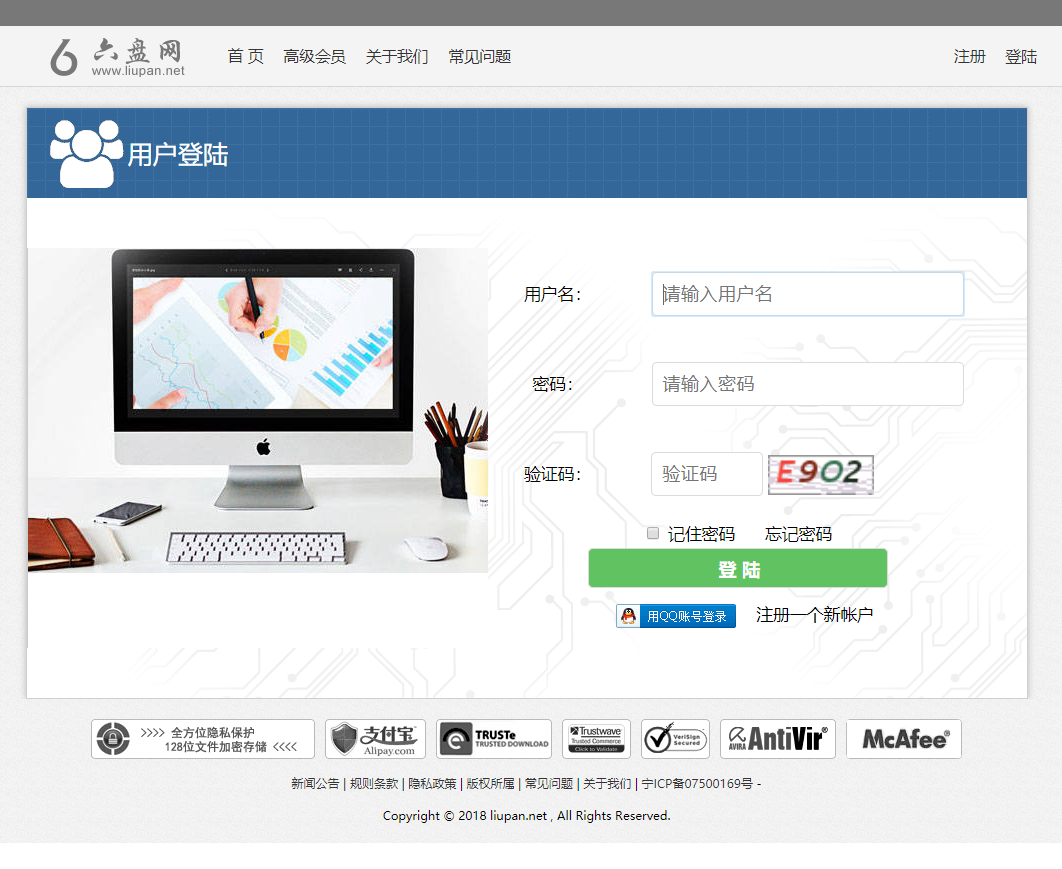 六盘网
www.liupan.net
首 页 高级会员 关于我们 常见问题 注册 登陆
用户登陆
用户名：
请输入用户名
密码：
请输入密码
验证码：
验证码
E902
记住密码 忘记密码
登 陆
用QQ账号登录 注册一个新帐户
>>>> 全方位隐私保护
128位文件加密存储 <<<<
支付宝
Alipay.com
TRUSTe
TRUSTED DOWNLOAD
Trustwave
Trusted Commerce
Click to Validate
VeriSign
Secured
AVIRA AntiVir®
McAfee®
新闻公告 | 规则条款 | 隐私政策 | 版权所属 | 常见问题 | 关于我们 | 宁ICP备07500169号 -
Copyright © 2018 liupan.net , All Rights Reserved.